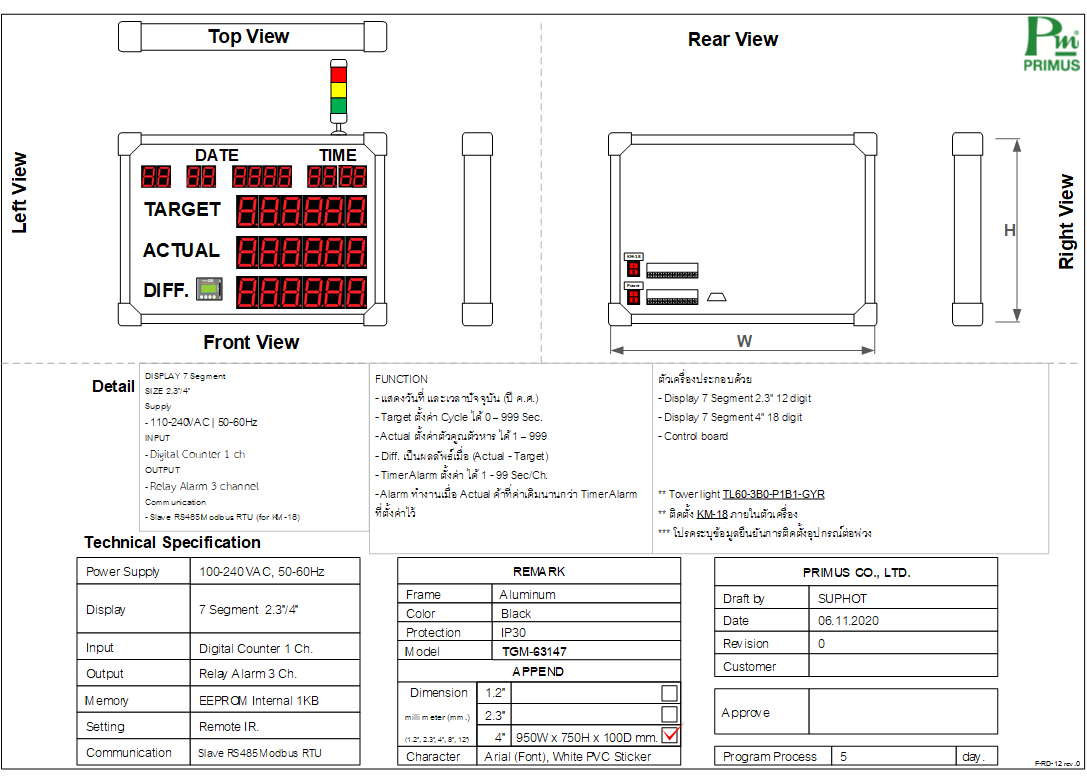 Top View
Rear View
Pm
PRIMUS
Left View
DATE TIME
TARGET
ACTUAL
DIFF.
KM-18
Power
H
W
Right View
Front View
Detail
DISPLAY 7 Segment
SIZE 2.3"/4"
Supply
- 110-240VAC | 50-60Hz
INPUT
- Digital Counter 1 ch
OUTPUT
- Relay Alarm 3 channel
Communication
- Slave RS485 Modbus RTU (for KM-18)
FUNCTION
- แสดงวันที่ และเวลาปัจจุบัน (ปี ค.ศ.)
- Target ตั้งค่า Cycle ได้ 0 – 999 Sec.
-Actual ตั้งค่าตัวคูณตัวหาร ได้ 1 – 999
- Diff. เป็นผลลัพธ์เมื่อ (Actual - Target)
- Timer Alarm ตั้งค่า ได้ 1 - 99 Sec/Ch.
-Alarm ทำงานเมื่อ Actual ค้าที่ค่าเดิมนานกว่า Timer Alarm
ที่ตั้งค่าไว้
ตัวเครื่องประกอบด้วย
- Display 7 Segment 2.3" 12 digit
- Display 7 Segment 4" 18 digit
- Control board
** Tower light TL60-3B0-P1B1-GYR
** ติดตั้ง KM-18 ภายในตัวเครื่อง
*** โปรดระบุข้อมูลยืนยันการติดตั้งอุปกรณ์ต่อพ่วง
Technical Specification
Power Supply 100-240VAC, 50-60Hz
Display 7 Segment 2.3"/4"
Input Digital Counter 1 Ch.
Output Relay Alarm 3 Ch.
Memory EEPROM Internal 1KB
Setting Remote IR.
Communication Slave RS485 Modbus RTU
REMARK
Frame Aluminum
Color Black
Protection IP30
Model TGM-63147
APPEND
Dimension 1.2"
millimeter (mm.) 2.3"
(1.2", 2.3", 4", 8", 12") 4" 950W x 750H x 100D mm.
Character Arial (Font), White PVC Sticker
PRIMUS CO., LTD.
Draft by SUPHOT
Date 06.11.2020
Revision 0
Customer
Approve
Program Process 5 day.
F-RD-12 rev.0